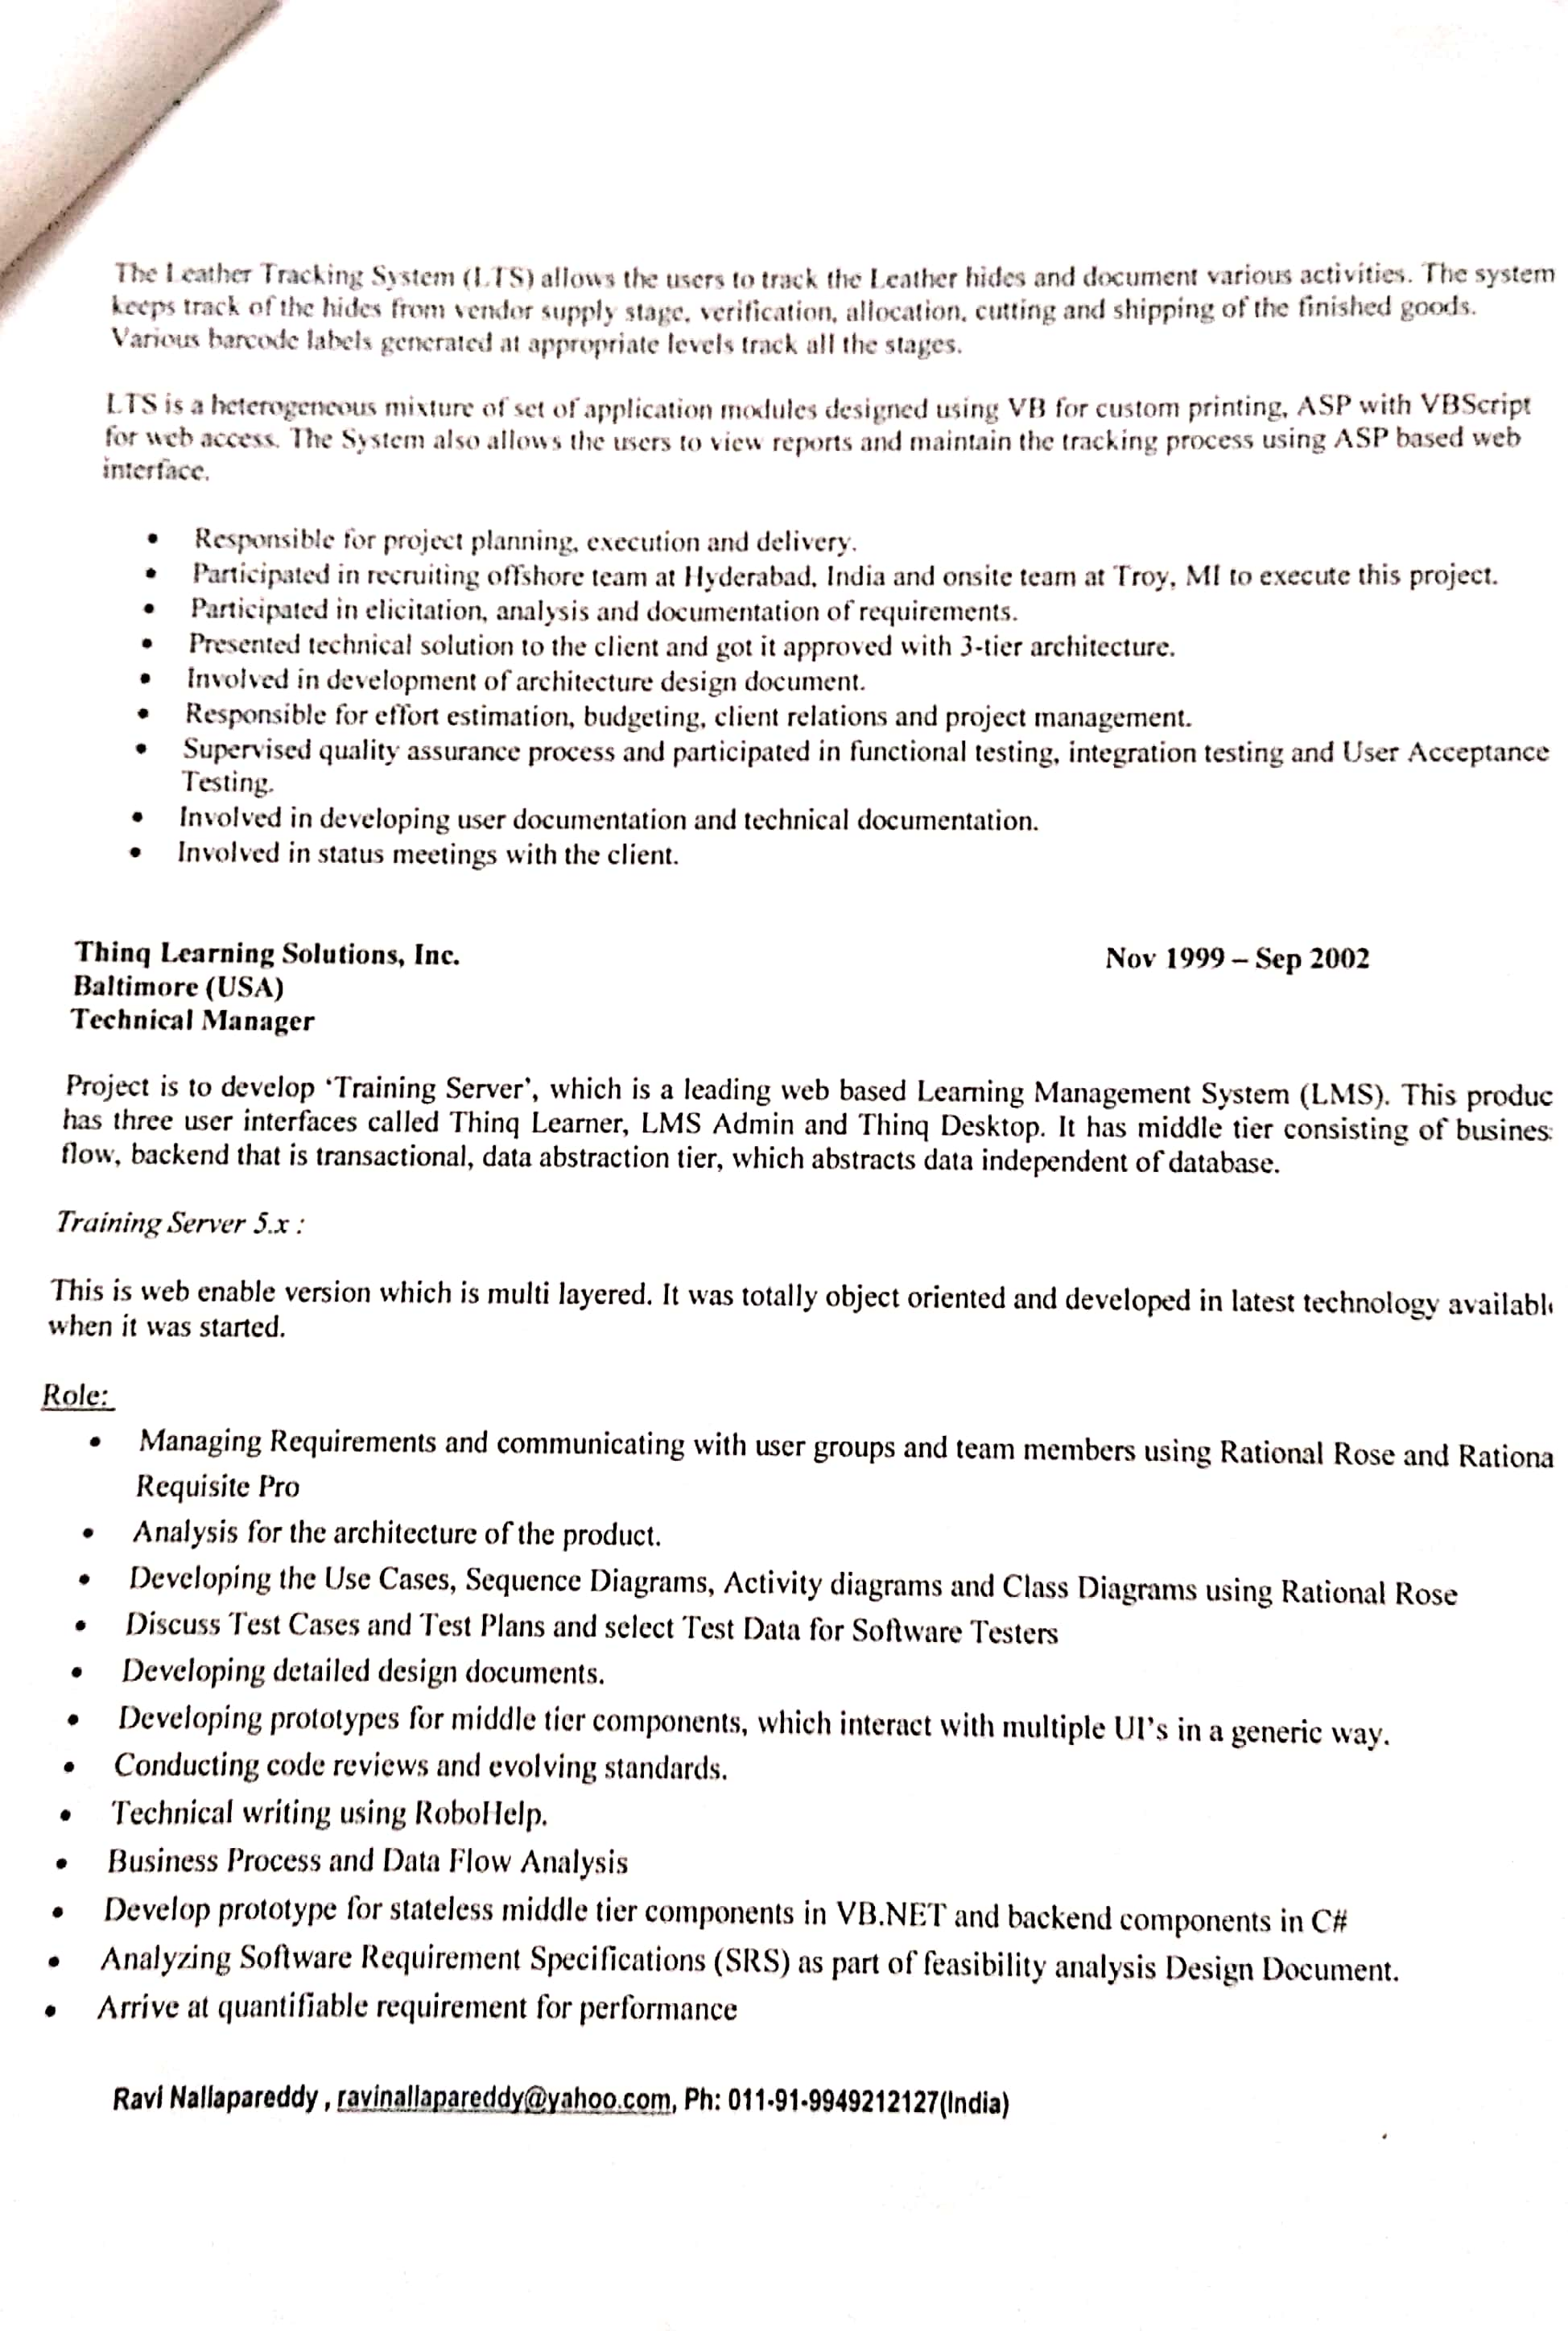 The Leather Tracking System (LTS) allows the users to track the Leather hides and document various activities. The system
keeps track of the hides from vendor supply stage, verification, allocation, cutting and shipping of the finished goods.
Various barcode labels generated at appropriate levels track all the stages.
LTS is a heterogeneous mixture of set of application modules designed using VB for custom printing, ASP with VBScript
for web access. The System also allows the users to view reports and maintain the tracking process using ASP based web
interface.
• Responsible for project planning, execution and delivery.
• Participated in recruiting offshore team at Hyderabad, India and onsite team at Troy, MI to execute this project.
• Participated in elicitation, analysis and documentation of requirements.
• Presented technical solution to the client and got it approved with 3-tier architecture.
• Involved in development of architecture design document.
• Responsible for effort estimation, budgeting, client relations and project management.
• Supervised quality assurance process and participated in functional testing, integration testing and User Acceptance
Testing.
• Involved in developing user documentation and technical documentation.
• Involved in status meetings with the client.
Thinq Learning Solutions, Inc. Nov 1999 – Sep 2002
Baltimore (USA)
Technical Manager
Project is to develop ‘Training Server’, which is a leading web based Learning Management System (LMS). This produc
has three user interfaces called Thinq Learner, LMS Admin and Thinq Desktop. It has middle tier consisting of busines
flow, backend that is transactional, data abstraction tier, which abstracts data independent of database.
Training Server 5.x :
This is web enable version which is multi layered. It was totally object oriented and developed in latest technology availabl
when it was started.
Role:
• Managing Requirements and communicating with user groups and team members using Rational Rose and Rationa
Requisite Pro
• Analysis for the architecture of the product.
• Developing the Use Cases, Sequence Diagrams, Activity diagrams and Class Diagrams using Rational Rose
• Discuss Test Cases and Test Plans and select Test Data for Software Testers
• Developing detailed design documents.
• Developing prototypes for middle tier components, which interact with multiple UI’s in a generic way.
• Conducting code reviews and evolving standards.
• Technical writing using RoboHelp.
• Business Process and Data Flow Analysis
• Develop prototype for stateless middle tier components in VB.NET and backend components in C#
• Analyzing Software Requirement Specifications (SRS) as part of feasibility analysis Design Document.
• Arrive at quantifiable requirement for performance
Ravi Nallapareddy , ravinallapareddy@yahoo.com, Ph: 011-91-9949212127(India)